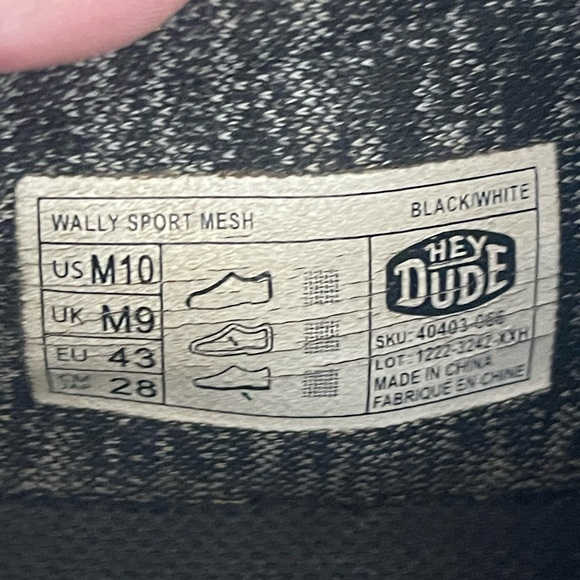 WALLY SPORT MESH
BLACK/WHITE
US M10
UK M9
EU 43
28
HEY
DUDE
SKU: 40403-
LOT: 1222-3242-XXH
MADE IN CHINA
FABRIQUE EN CHINE